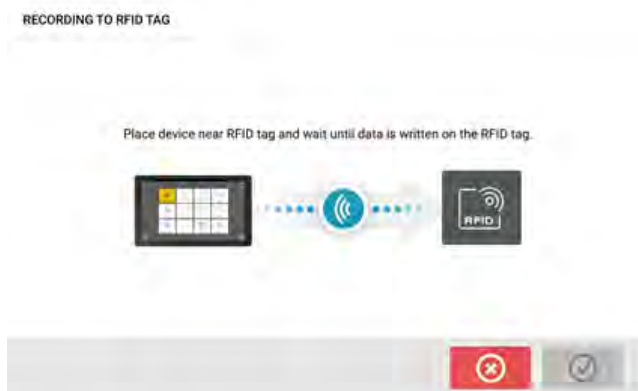 RECORDING TO RFID TAG
Place device near RFID tag and wait until data is written on the RFID tag.
RFID